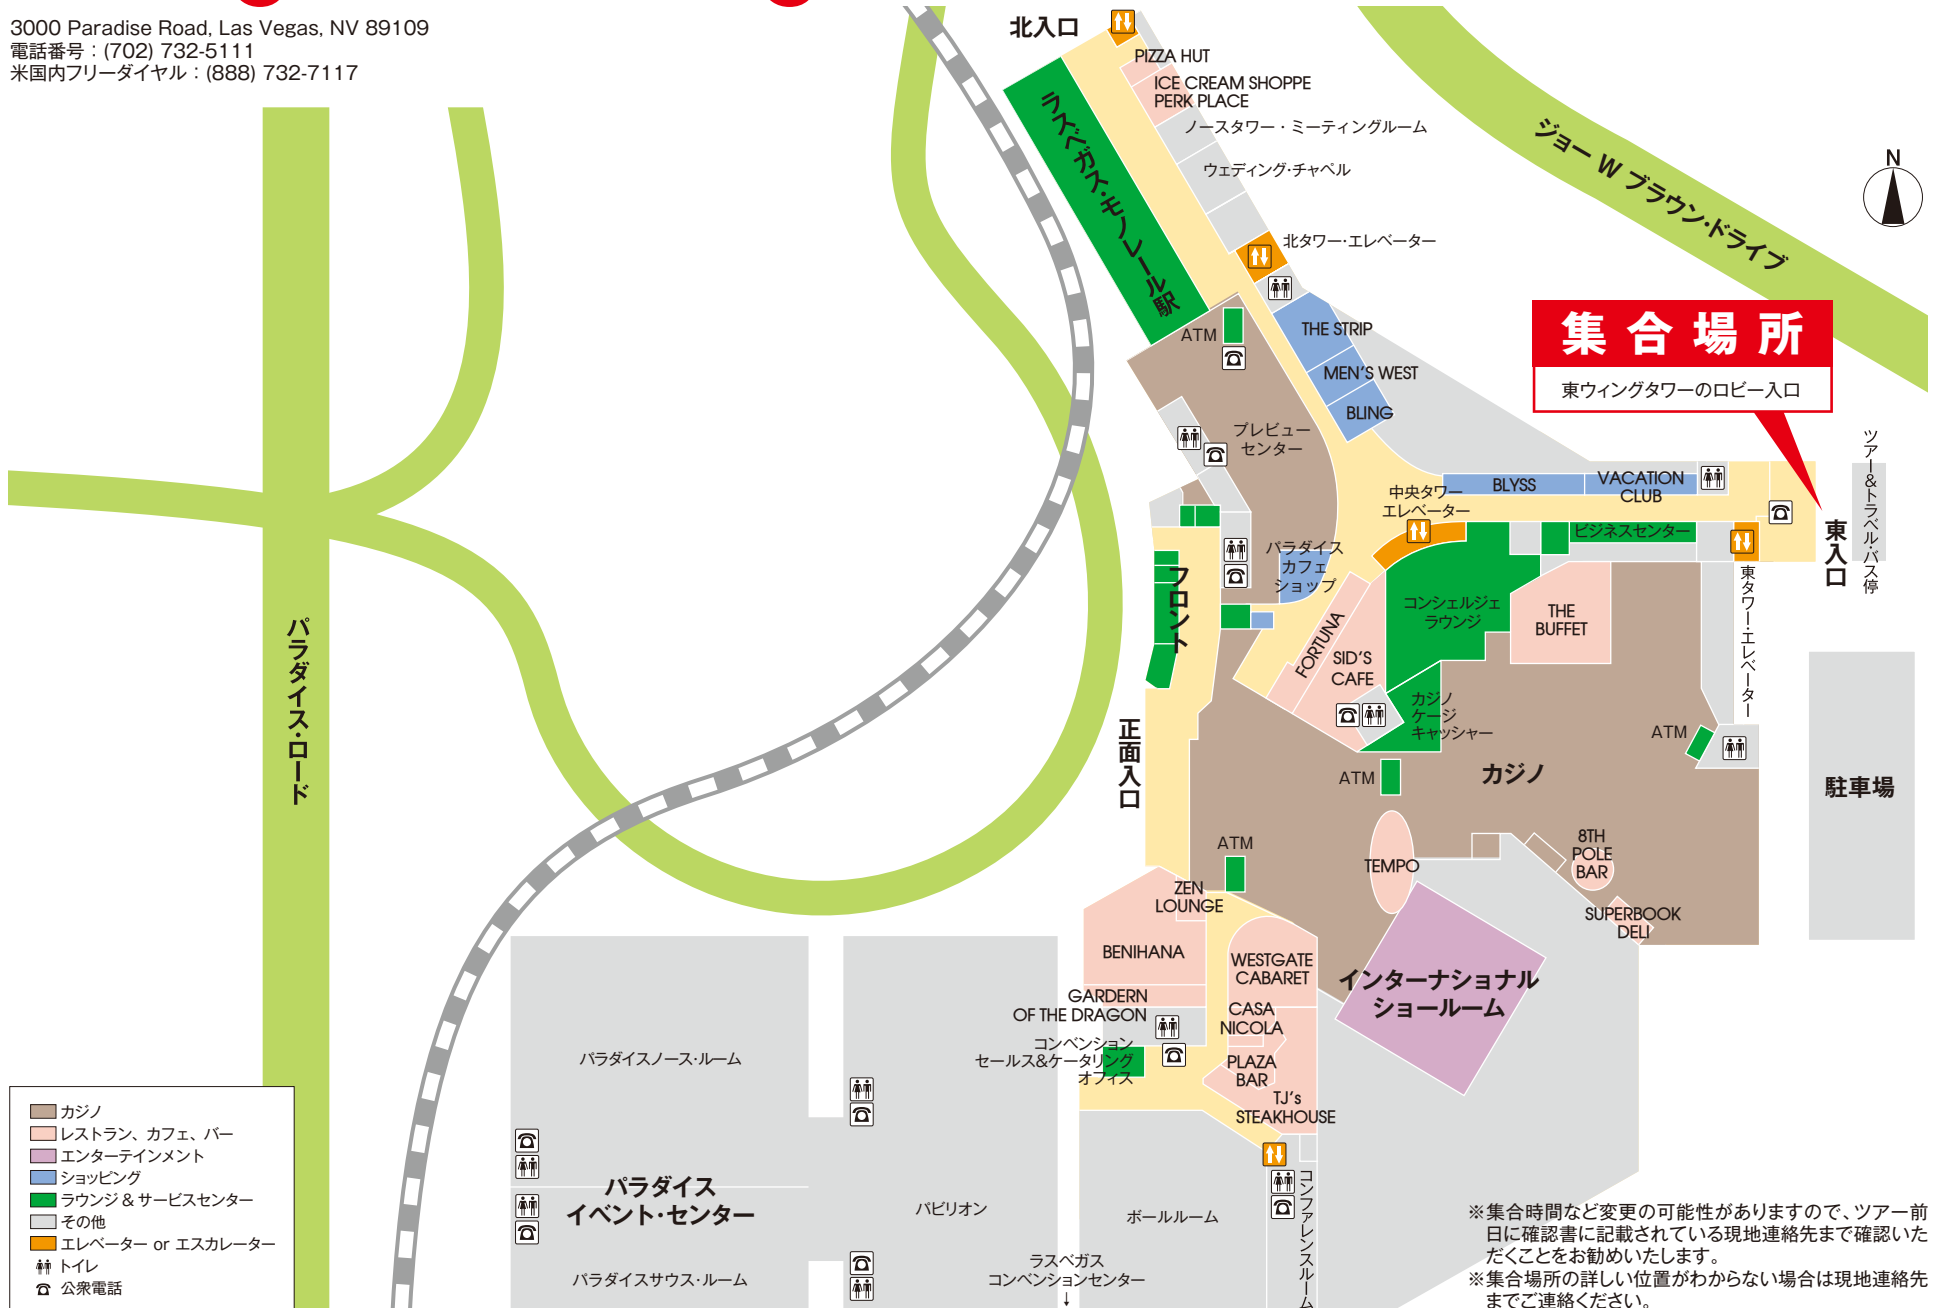 3000 Paradise Road, Las Vegas, NV 89109
電話番号：(702) 732-5111
米国内フリーダイヤル：(888) 732-7117
北入口
PIZZA HUT
ICE CREAM SHOPPE
PERK PLACE
ノースタワー・ミーティングルーム
ウェディング・チャペル
北タワー・エレベーター
ラスベガス・モノレール駅
ジョー W ブラウン・ドライブ
N
集合場所
東ウィングタワーのロビー入口
ATM
THE STRIP
MEN'S WEST
BLING
プレビュー
センター
中央タワー
エレベーター
BLYSS
VACATION
CLUB
ビジネスセンター
東入口
ツアー&トラベル・バス停
東タワー・エレベーター
パラダイス
カフェ
ショップ
フロント
FORTUNA
SID'S
CAFE
コンシェルジェ
ラウンジ
THE
BUFFET
カジノ
ケージ
キャッシャー
パラダイス・ロード
正面入口
ATM
ATM
カジノ
駐車場
ATM
TEMPO
8TH
POLE
BAR
SUPERBOOK
DELI
ZEN
LOUNGE
BENIHANA
WESTGATE
CABARET
インターナショナル
ショールーム
GARDERN
OF THE DRAGON
CASA
NICOLA
コンベンション
セールス&ケータリング
オフィス
PLAZA
BAR
TJ's
STEAKHOUSE
パラダイスノース・ルーム
パラダイス
イベント・センター
パラダイスサウス・ルーム
パビリオン
ボールルーム
コンファレンスルーム
ラスベガス
コンベンションセンター
↓
カジノ
レストラン、カフェ、バー
エンターテインメント
ショッピング
ラウンジ & サービスセンター
その他
エレベーター or エスカレーター
トイレ
公衆電話
※集合時間など変更の可能性がありますので、ツアー前
日に確認書に記載されている現地連絡先まで確認いた
だくことをお勧めいたします。
※集合場所の詳しい位置がわからない場合は現地連絡先
までご連絡ください。